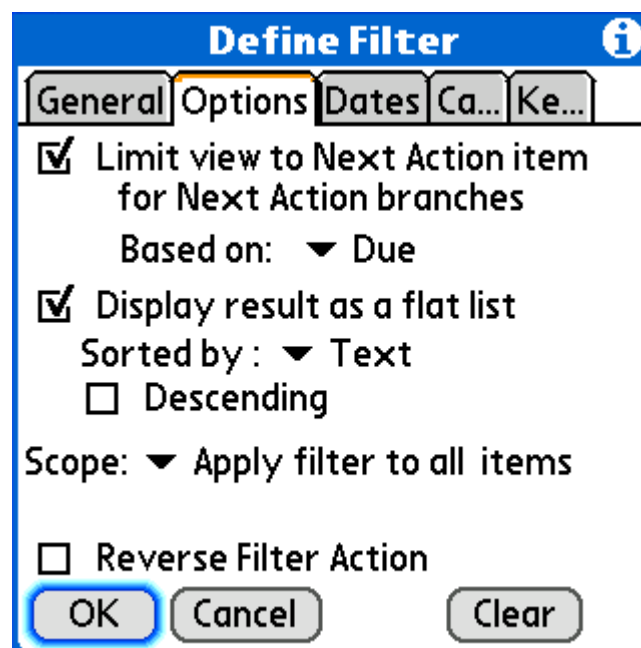 Define Filter
General Options Dates Ca... Ke...
Limit view to Next Action item
for Next Action branches
Based on: Due
Display result as a flat list
Sorted by : Text
Descending
Scope: Apply filter to all items
Reverse Filter Action
OK Cancel Clear